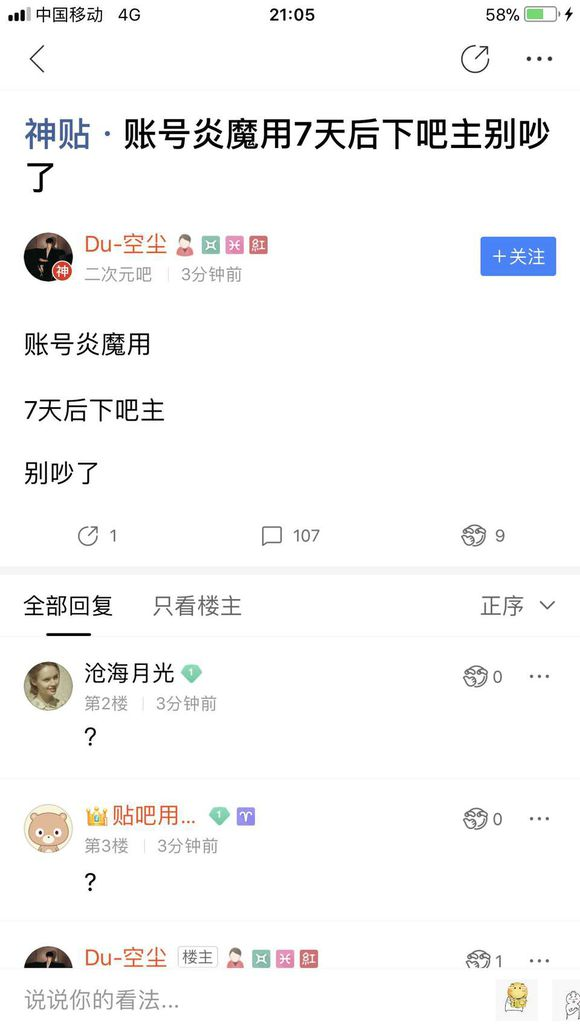 中国移动 4G 21:05 58%
神贴·账号炎魔用7天后下吧主别吵
了
Du-空尘 紅
神 二次元吧 3分钟前
+关注
账号炎魔用
7天后下吧主
别吵了
1 107 9
全部回复 只看楼主 正序
沧海月光 1 0
第2楼 3分钟前
?
贴吧用... 1 0
第3楼 3分钟前
?
Du-空尘 楼主 紅 1
说说你的看法...